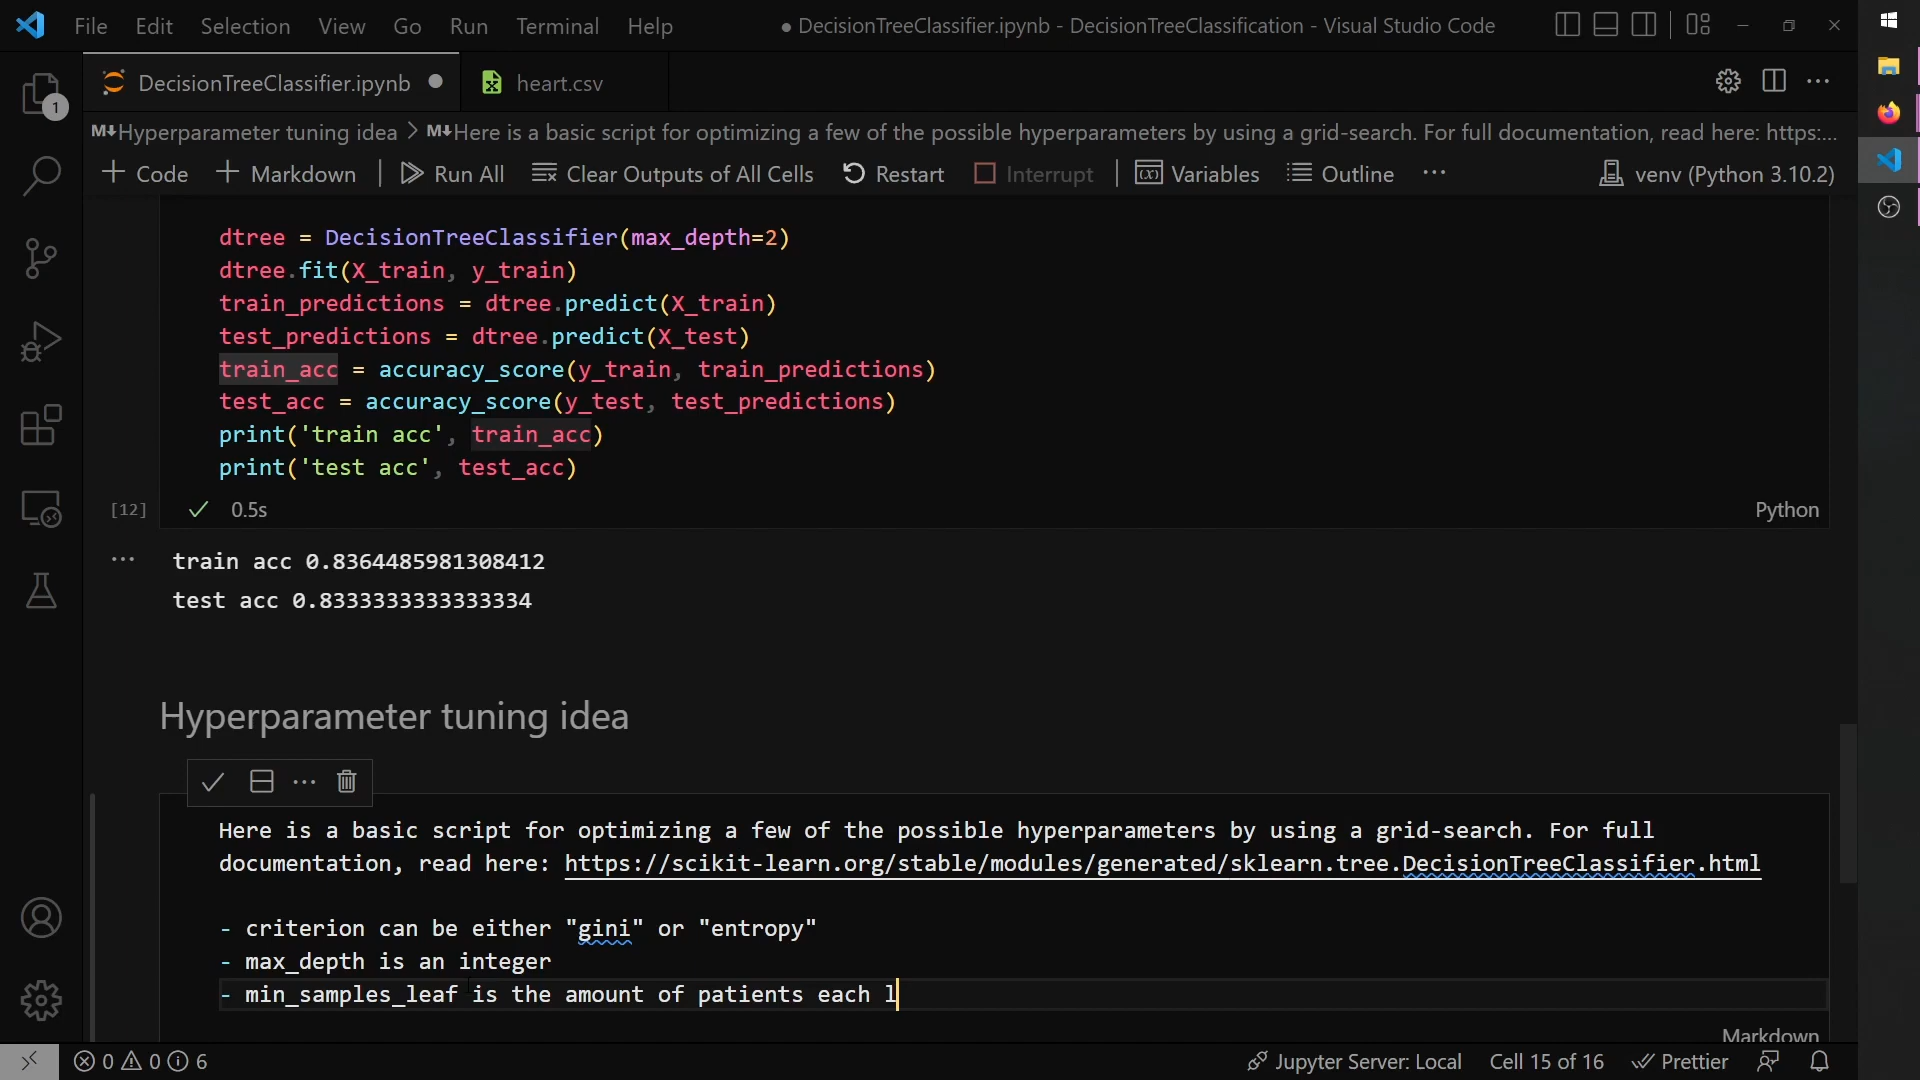 File Edit Selection View Go Run Terminal Help ● DecisionTreeClassifier.ipynb - DecisionTreeClassification - Visual Studio Code
DecisionTreeClassifier.ipynb ● heart.csv
1
M↓Hyperparameter tuning idea > M↓Here is a basic script for optimizing a few of the possible hyperparameters by using a grid-search. For full documentation, read here: https:...
+ Code + Markdown | Run All Clear Outputs of All Cells Restart Interrupt | Variables Outline ··· venv (Python 3.10.2)
dtree = DecisionTreeClassifier(max_depth=2)
dtree.fit(X_train, y_train)
train_predictions = dtree.predict(X_train)
test_predictions = dtree.predict(X_test)
train_acc = accuracy_score(y_train, train_predictions)
test_acc = accuracy_score(y_test, test_predictions)
print('train acc', train_acc)
print('test acc', test_acc)
[12] ✓ 0.5s Python
··· train acc 0.8364485981308412
test acc 0.8333333333333334
Hyperparameter tuning idea
Here is a basic script for optimizing a few of the possible hyperparameters by using a grid-search. For full
documentation, read here: https://scikit-learn.org/stable/modules/generated/sklearn.tree.DecisionTreeClassifier.html
- criterion can be either "gini" or "entropy"
- max_depth is an integer
- min_samples_leaf is the amount of patients each l
Markdown
0 0 6 Jupyter Server: Local Cell 15 of 16 Prettier